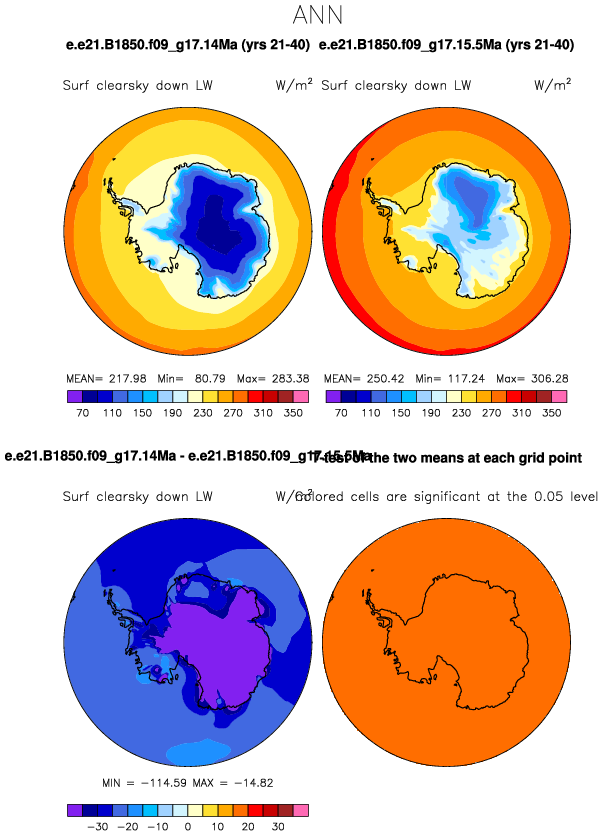 ANN
e.e21.B1850.f09_g17.14Ma (yrs 21-40) e.e21.B1850.f09_g17.15.5Ma (yrs 21-40)
Surf clearsky down LW W/m² Surf clearsky down LW W/m²
MEAN= 217.98 Min= 80.79 Max= 283.38 MEAN= 250.42 Min= 117.24 Max= 306.28
70 110 150 190 230 270 310 350 70 110 150 190 230 270 310 350
e.e21.B1850.f09_g17.14Ma - e.e21.B1850.f09_g17.15.5Ma T-test of the two means at each grid point
Surf clearsky down LW W/m² Colored cells are significant at the 0.05 level
MIN = -114.59 MAX = -14.82
-30 -20 -10 0 10 20 30